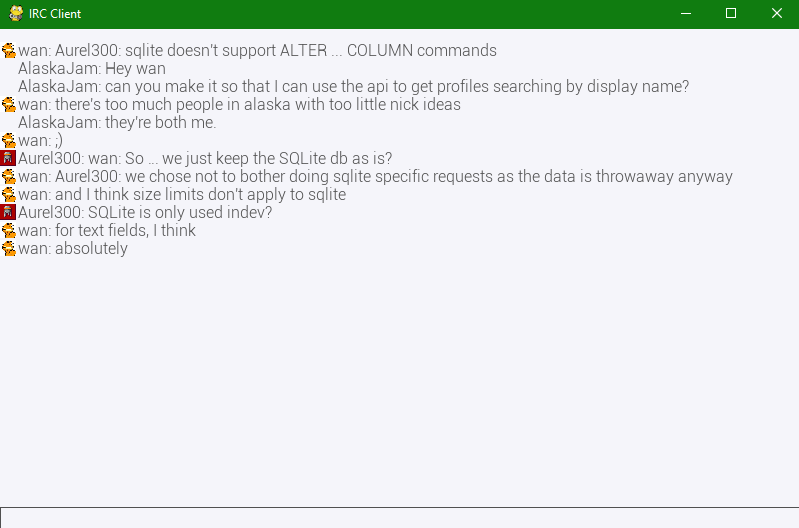 IRC Client
wan: Aurel300: sqlite doesn't support ALTER ... COLUMN commands
AlaskaJam: Hey wan
AlaskaJam: can you make it so that I can use the api to get profiles searching by display name?
wan: there's too much people in alaska with too little nick ideas
AlaskaJam: they're both me.
wan: ;)
Aurel300: wan: So ... we just keep the SQLite db as is?
wan: Aurel300: we chose not to bother doing sqlite specific requests as the data is throwaway anyway
wan: and I think size limits don't apply to sqlite
Aurel300: SQLite is only used indev?
wan: for text fields, I think
wan: absolutely